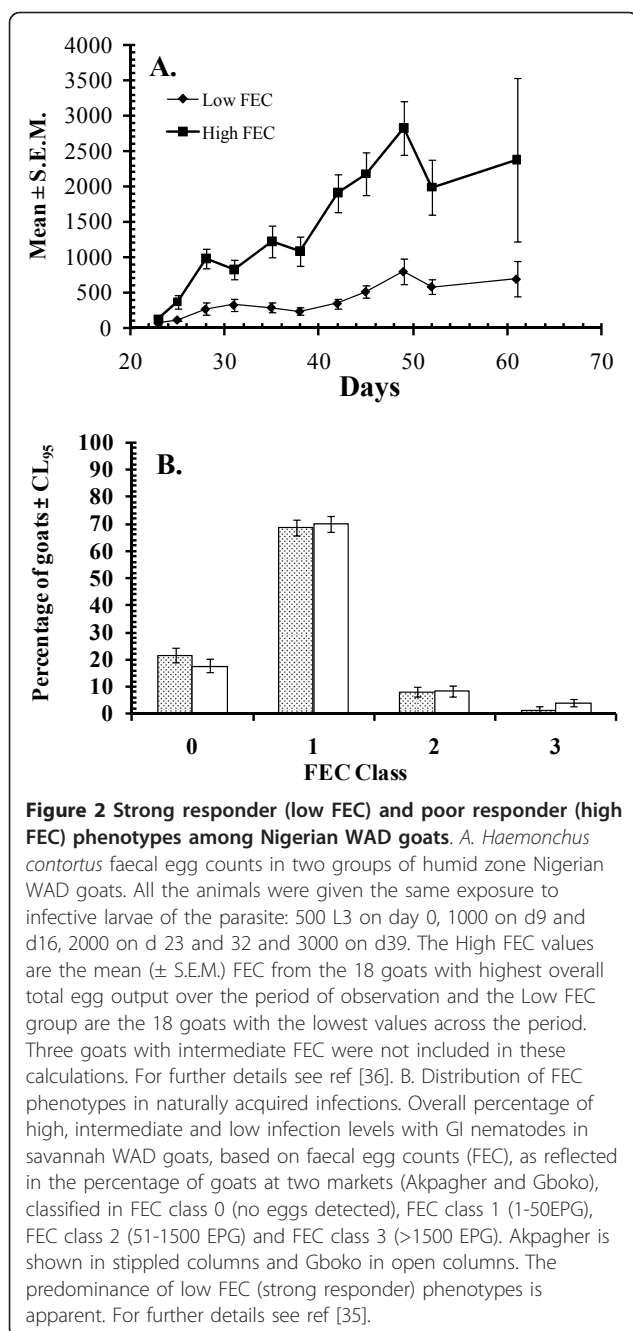 A.
4000
3500
3000
2500
2000
1500
1000
500
0
Mean ± S.E.M.
Low FEC
High FEC
20 30 40 50 60 70
Days
B.
100
90
80
70
60
50
40
30
20
10
0
Percentage of goats ± CL95
0 1 2 3
FEC Class
Figure 2 Strong responder (low FEC) and poor responder (high
FEC) phenotypes among Nigerian WAD goats. A. Haemonchus
contortus faecal egg counts in two groups of humid zone Nigerian
WAD goats. All the animals were given the same exposure to
infective larvae of the parasite: 500 L3 on day 0, 1000 on d9 and
d16, 2000 on d 23 and 32 and 3000 on d39. The High FEC values
are the mean (± S.E.M.) FEC from the 18 goats with highest overall
total egg output over the period of observation and the Low FEC
group are the 18 goats with the lowest values across the period.
Three goats with intermediate FEC were not included in these
calculations. For further details see ref [36]. B. Distribution of FEC
phenotypes in naturally acquired infections. Overall percentage of
high, intermediate and low infection levels with GI nematodes in
savannah WAD goats, based on faecal egg counts (FEC), as reflected
in the percentage of goats at two markets (Akpagher and Gboko),
classified in FEC class 0 (no eggs detected), FEC class 1 (1-50EPG),
FEC class 2 (51-1500 EPG) and FEC class 3 (>1500 EPG). Akpagher is
shown in stippled columns and Gboko in open columns. The
predominance of low FEC (strong responder) phenotypes is
apparent. For further details see ref [35].